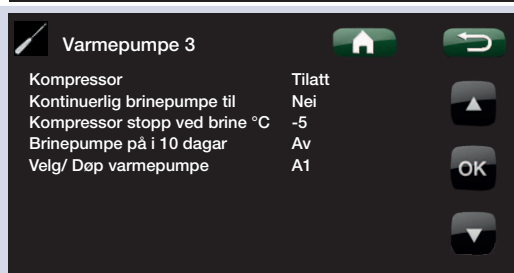 Varmepumpe 3
Kompressor Tilatt
Kontinuerlig brinepumpe til Nei
Kompressor stopp ved brine °C -5
Brinepumpe på i 10 dagar Av
Velg/ Døp varmepumpe A1
OK